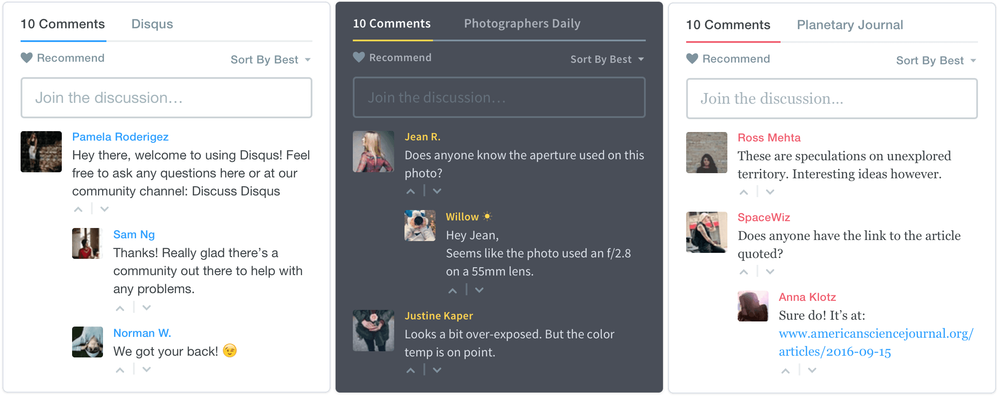 10 Comments Disqus
Recommend Sort By Best
Join the discussion...
Pamela Roderigez
Hey there, welcome to using Disqus! Feel
free to ask any questions here or at our
community channel: Discuss Disqus
Sam Ng
Thanks! Really glad there’s a
community out there to help with
any problems.
Norman W.
We got your back! 😉
10 Comments Photographers Daily
Recommend Sort By Best
Join the discussion...
Jean R.
Does anyone know the aperture used on this
photo?
Willow ☀
Hey Jean,
Seems like the photo used an f/2.8
on a 55mm lens.
Justine Kaper
Looks a bit over-exposed. But the color
temp is on point.
10 Comments Planetary Journal
Recommend Sort By Best
Join the discussion...
Ross Mehta
These are speculations on unexplored
territory. Interesting ideas however.
SpaceWiz
Does anyone have the link to the article
quoted?
Anna Klotz
Sure do! It’s at:
www.americansciencejournal.org/
articles/2016-09-15